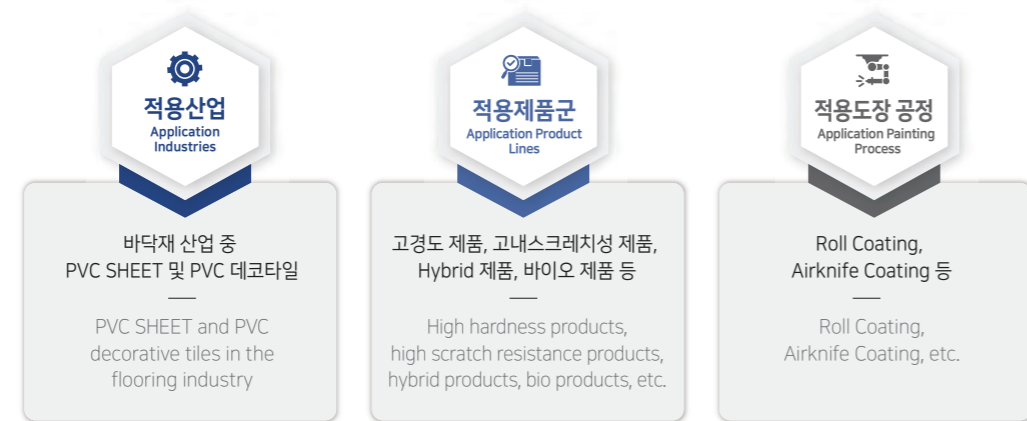 적용산업
Application
Industries
바닥재 산업 중
PVC SHEET 및 PVC 데코타일
PVC SHEET and PVC
decorative tiles in the
flooring industry
적용제품군
Application Product
Lines
고경도 제품, 고내스크레치성 제품,
Hybrid 제품, 바이오 제품 등
High hardness products,
high scratch resistance products,
hybrid products, bio products, etc.
적용도장 공정
Application Painting
Process
Roll Coating,
Airknife Coating 등
Roll Coating,
Airknife Coating, etc.